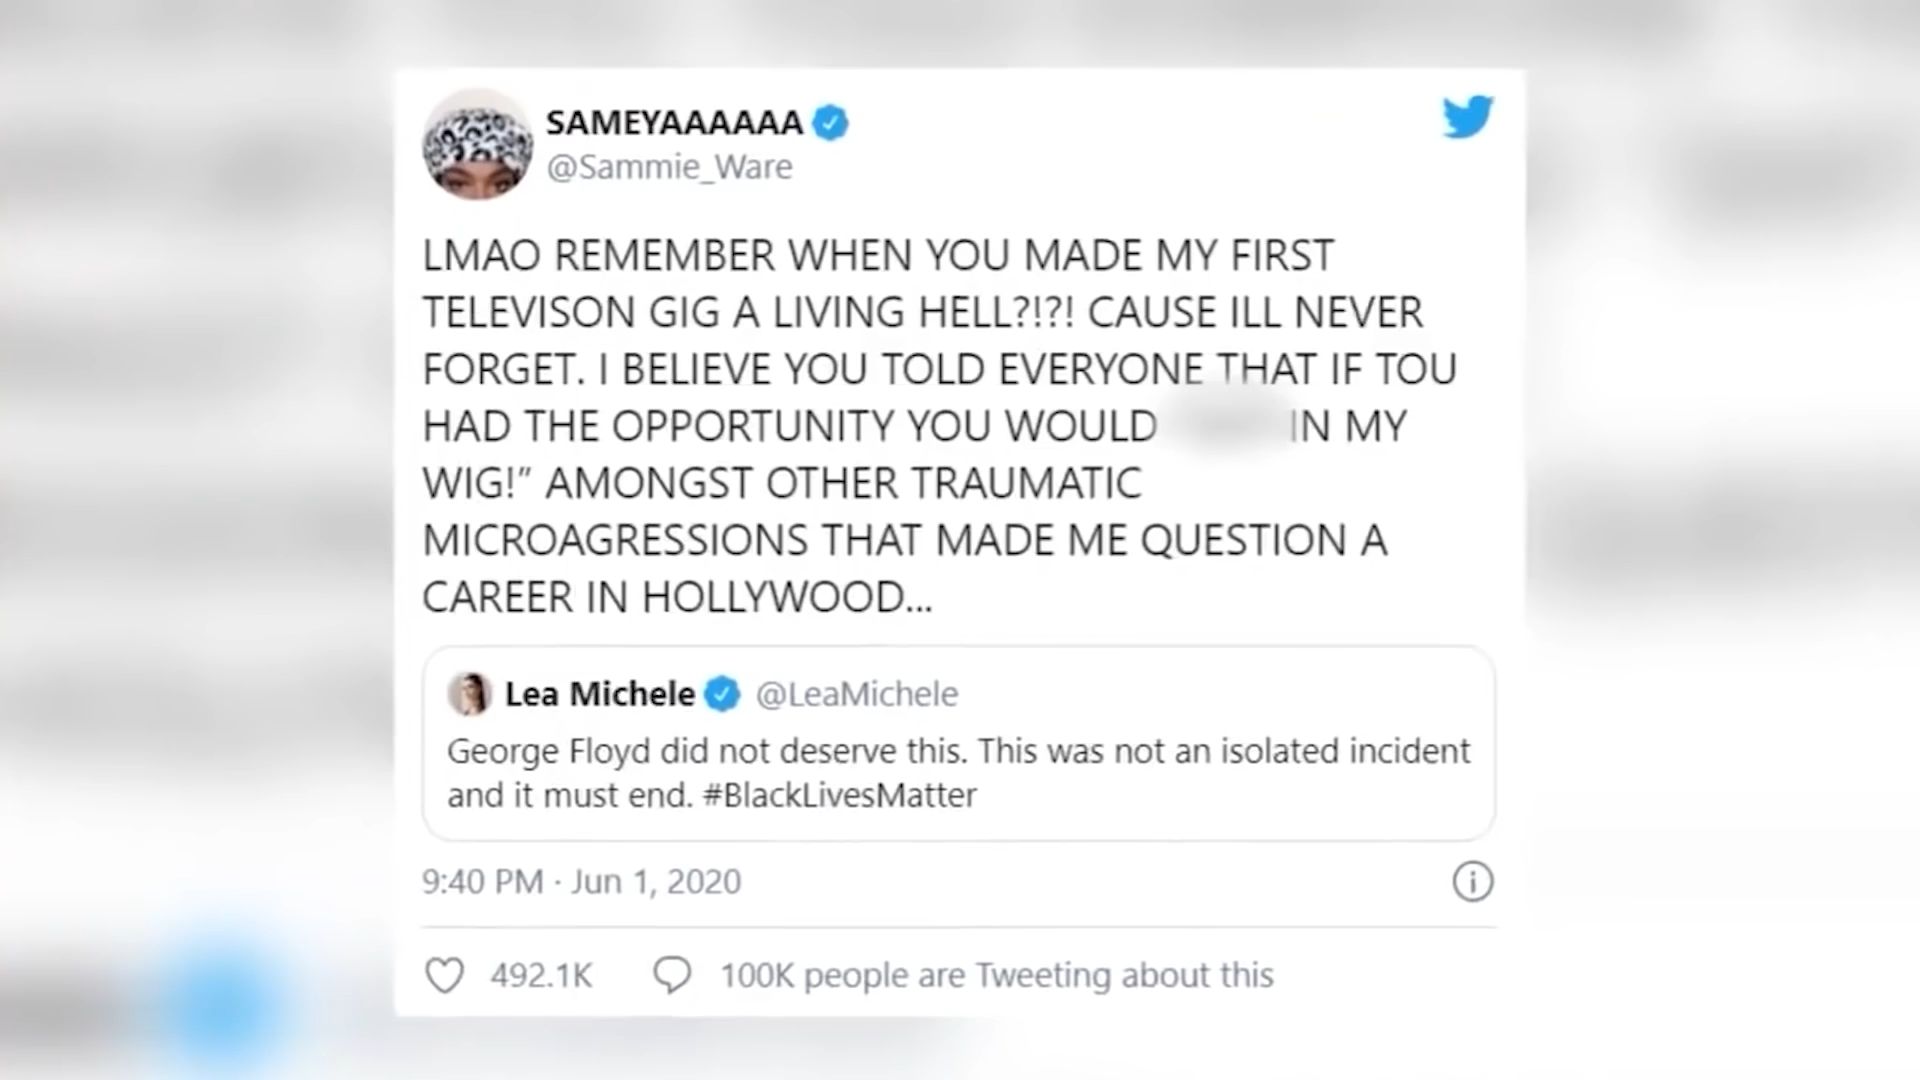 SAMEYAAAAAA
@Sammie_Ware
LMAO REMEMBER WHEN YOU MADE MY FIRST
TELEVISON GIG A LIVING HELL?!?! CAUSE ILL NEVER
FORGET. I BELIEVE YOU TOLD EVERYONE THAT IF TOU
HAD THE OPPORTUNITY YOU WOULD IN MY
WIG!” AMONGST OTHER TRAUMATIC
MICROAGRESSIONS THAT MADE ME QUESTION A
CAREER IN HOLLYWOOD...
Lea Michele @LeaMichele
George Floyd did not deserve this. This was not an isolated incident
and it must end. #BlackLivesMatter
9:40 PM · Jun 1, 2020
492.1K 100K people are Tweeting about this